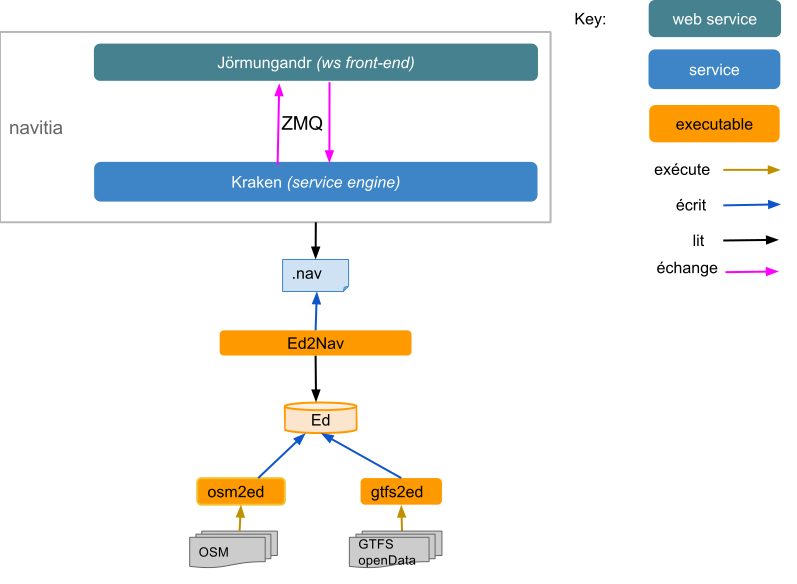 Key:
web service
service
executable
exécute
écrit
lit
échange
navitia
Jörmungandr (ws front-end)
ZMQ
Kraken (service engine)
.nav
Ed2Nav
Ed
osm2ed
gtfs2ed
OSM
GTFS
openData